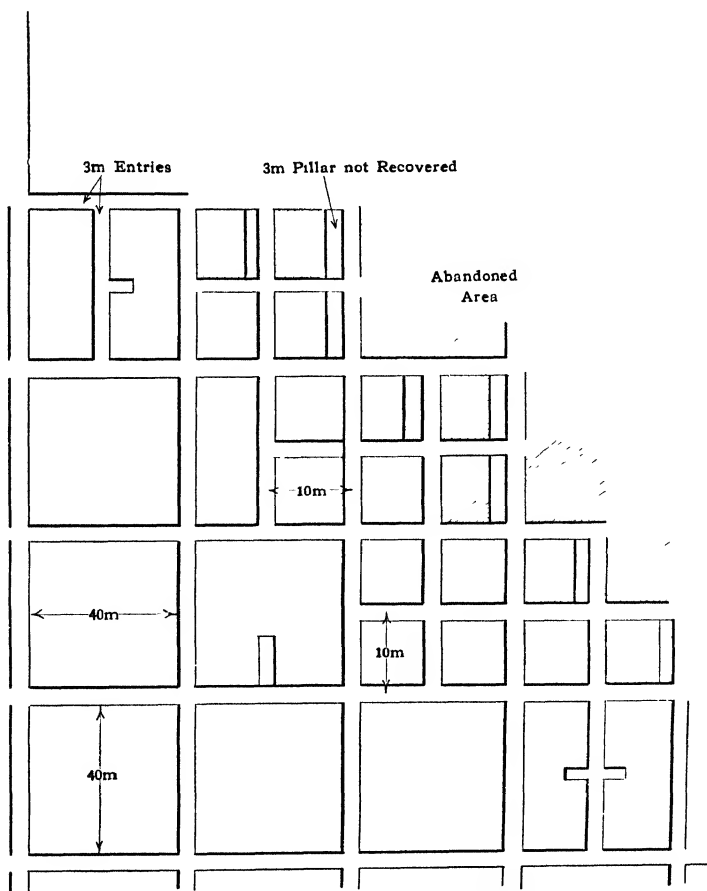 3m Entries
3m Pillar not Recovered
Abandoned
Area
10m
40m
10m
40m